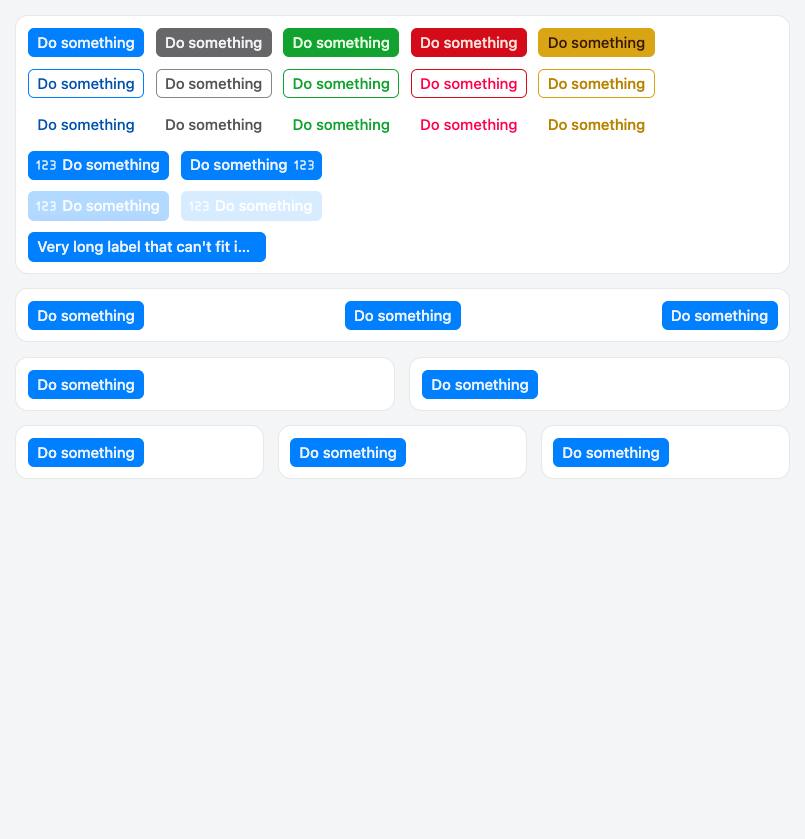 Do something Do something Do something Do something Do something
Do something Do something Do something Do something Do something
Do something Do something Do something Do something Do something
123 Do something Do something 123
123 Do something 123 Do something
Very long label that can't fit i...
Do something Do something Do something
Do something Do something
Do something Do something Do something